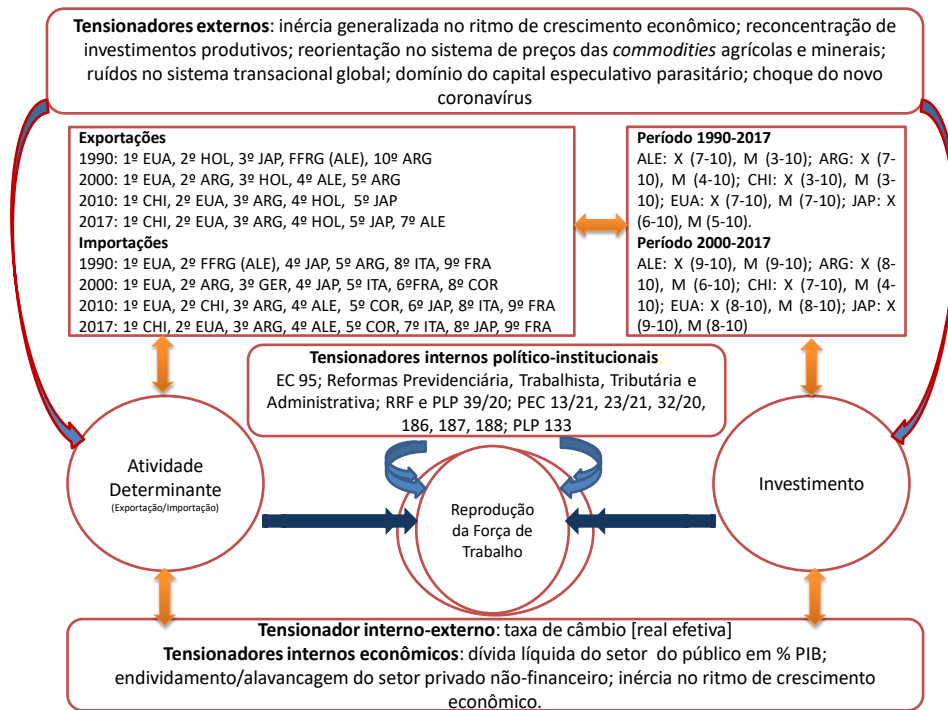 Tensionadores externos: inércia generalizada no ritmo de crescimento econômico; reconcentração de
investimentos produtivos; reorientação no sistema de preços das commodities agrícolas e minerais;
ruídos no sistema transacional global; domínio do capital especulativo parasitário; choque do novo
coronavírus
Exportações
1990: 1º EUA, 2º HOL, 3º JAP, FFRG (ALE), 10º ARG
2000: 1º EUA, 2º ARG, 3º HOL, 4º ALE, 5º ARG
2010: 1º CHI, 2º EUA, 3º ARG, 4º HOL, 5º JAP
2017: 1º CHI, 2º EUA, 3º ARG, 4º HOL, 5º JAP, 7º ALE
Importações
1990: 1º EUA, 2º FFRG (ALE), 4º JAP, 5º ARG, 8º ITA, 9º FRA
2000: 1º EUA, 2º ARG, 3º GER, 4º JAP, 5º ITA, 6ºFRA, 8º COR
2010: 1º EUA, 2º CHI, 3º ARG, 4º ALE, 5º COR, 6º JAP, 8º ITA, 9º FRA
2017: 1º CHI, 2º EUA, 3º ARG, 4º ALE, 5º COR, 7º ITA, 8º JAP, 9º FRA
Período 1990-2017
ALE: X (7-10), M (3-10); ARG: X (7-
10), M (4-10); CHI: X (3-10), M (3-
10); EUA: X (7-10), M (7-10); JAP: X
(6-10), M (5-10).
Período 2000-2017
ALE: X (9-10), M (9-10); ARG: X (8-
10), M (6-10); CHI: X (7-10), M (4-
10); EUA: X (8-10), M (8-10); JAP: X
(9-10), M (8-10)
Tensionadores internos político-institucionais:
EC 95; Reformas Previdenciária, Trabalhista, Tributária e
Administrativa; RRF e PLP 39/20; PEC 13/21, 23/21, 32/20,
186, 187, 188; PLP 133
Atividade
Determinante
(Exportação/Importação)
Reprodução
da Força de
Trabalho
Investimento
Tensionador interno-externo: taxa de câmbio [real efetiva]
Tensionadores internos econômicos: dívida líquida do setor do público em % PIB;
endividamento/alavancagem do setor privado não-financeiro; inércia no ritmo de crescimento
econômico.